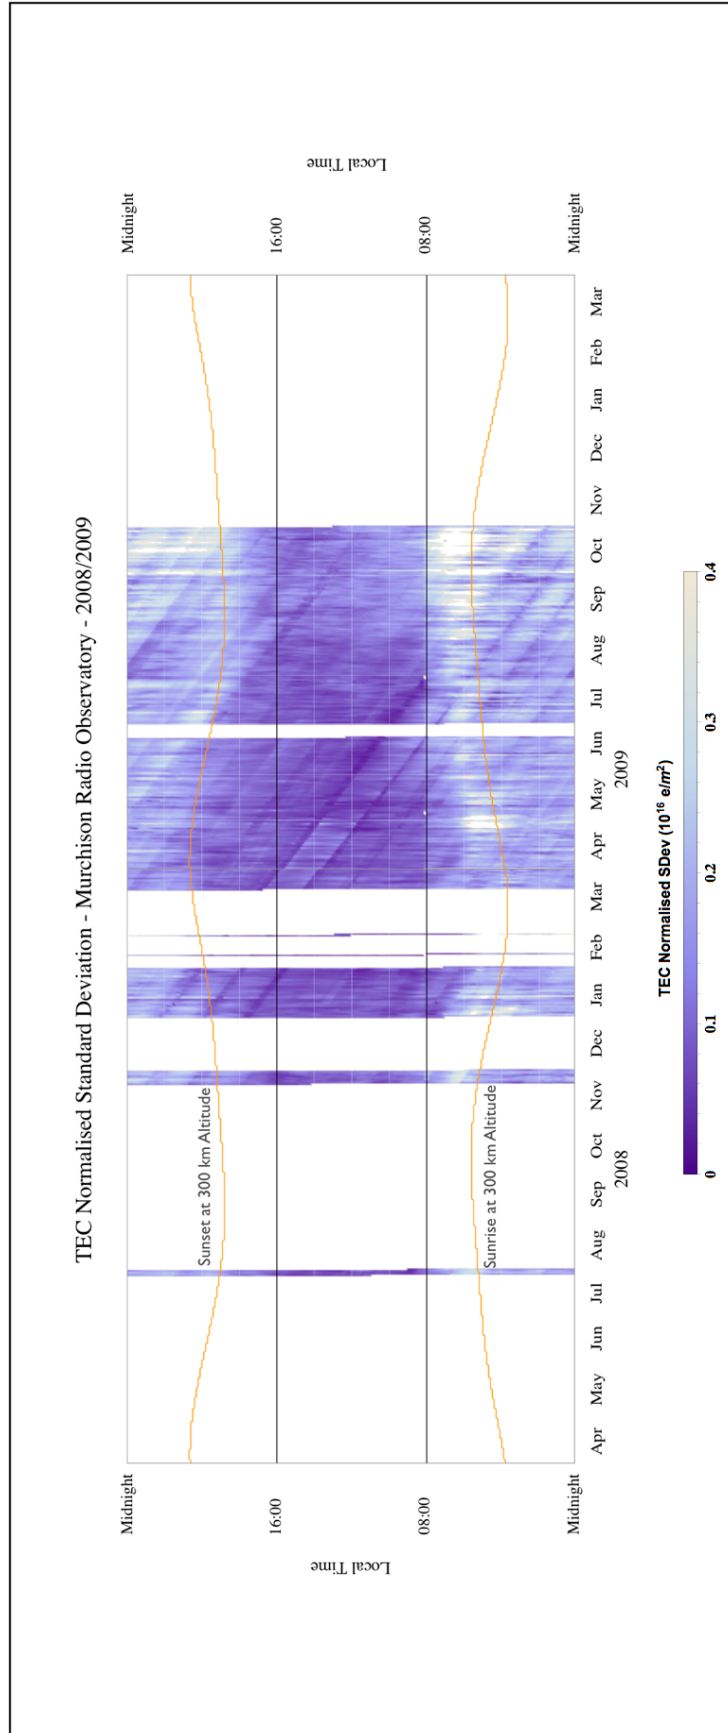 TEC Normalised Standard Deviation - Murchison Radio Observatory - 2008/2009
Midnight
16:00
08:00
Midnight
Local Time
Midnight
16:00
08:00
Midnight
Local Time
Sunset at 300 km Altitude
Sunrise at 300 km Altitude
Apr May Jun Jul Aug Sep Oct Nov Dec Jan Feb Mar Apr May Jun Jul Aug Sep Oct Nov Dec Jan Feb Mar
2008 2009
TEC Normalised SDev (10¹⁶ e/m²)
0 0.1 0.2 0.3 0.4